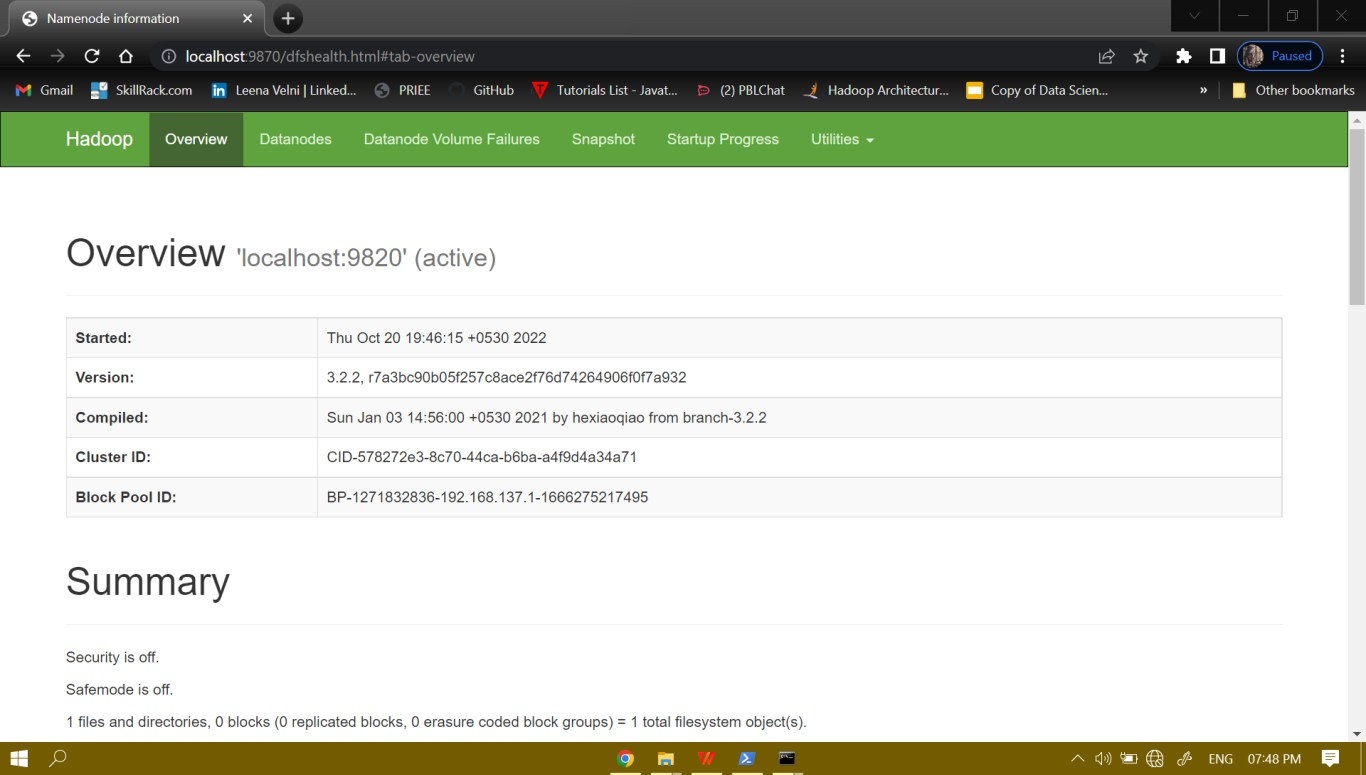 Namenode information
localhost:9870/dfshealth.html#tab-overview
Paused
Gmail SkillRack.com Leena Velni | Linked... PRIEE GitHub Tutorials List - Javat... (2) PBLChat Hadoop Architectur... Copy of Data Scien... » Other bookmarks
Hadoop Overview Datanodes Datanode Volume Failures Snapshot Startup Progress Utilities
Overview 'localhost:9820' (active)
Started: Thu Oct 20 19:46:15 +0530 2022
Version: 3.2.2, r7a3bc90b05f257c8ace2f76d74264906f0f7a932
Compiled: Sun Jan 03 14:56:00 +0530 2021 by hexiaoqiao from branch-3.2.2
Cluster ID: CID-578272e3-8c70-44ca-b6ba-a4f9d4a34a71
Block Pool ID: BP-1271832836-192.168.137.1-1666275217495
Summary
Security is off.
Safemode is off.
1 files and directories, 0 blocks (0 replicated blocks, 0 erasure coded block groups) = 1 total filesystem object(s).
ENG 07:48 PM